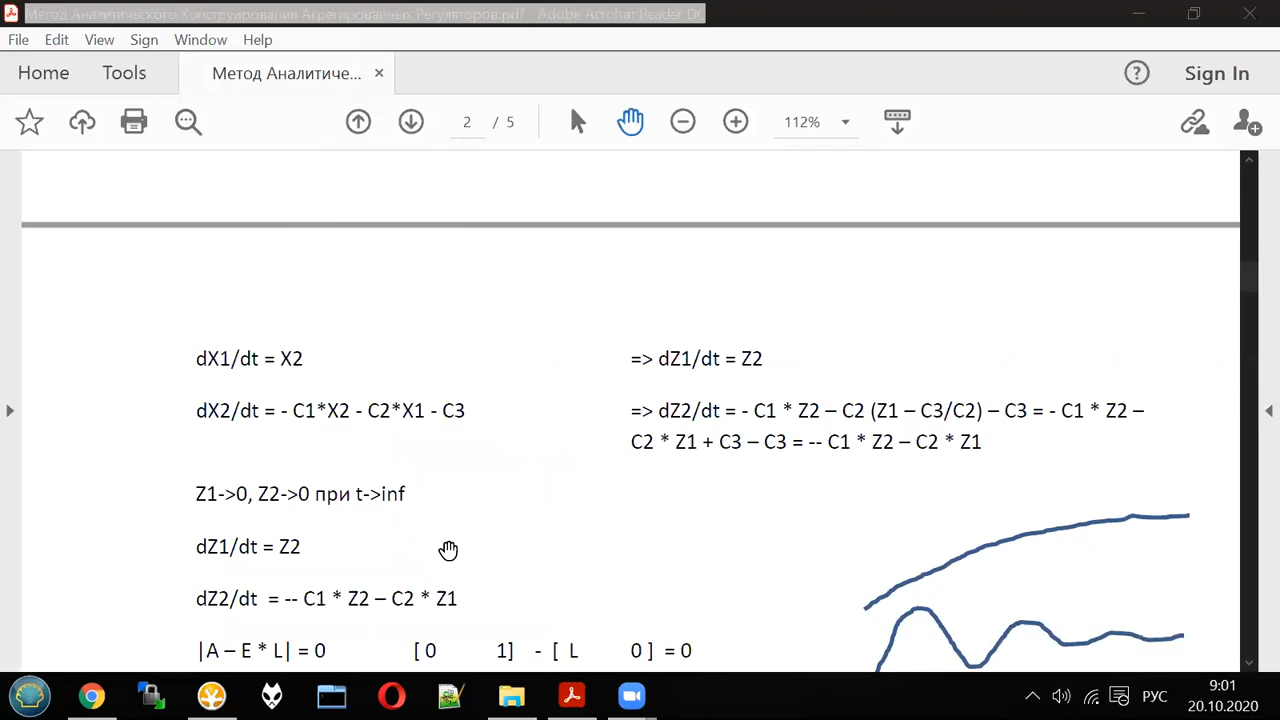 Метод Аналитического Конструирования Агрегированных Регуляторов.pdf - Adobe Acrobat Reader DC
File Edit View Sign Window Help
Home Tools Метод Аналитиче... × ? Sign In
2 / 5 112%
dX1/dt = X2 => dZ1/dt = Z2
dX2/dt = - C1*X2 - C2*X1 - C3 => dZ2/dt = - C1 * Z2 – C2 (Z1 – C3/C2) – C3 = - C1 * Z2 –
C2 * Z1 + C3 – C3 = -- C1 * Z2 – C2 * Z1
Z1->0, Z2->0 при t->inf
dZ1/dt = Z2
dZ2/dt = -- C1 * Z2 – C2 * Z1
|A – E * L| = 0 [ 0 1] - [ L 0 ] = 0
РУС
9:01
20.10.2020